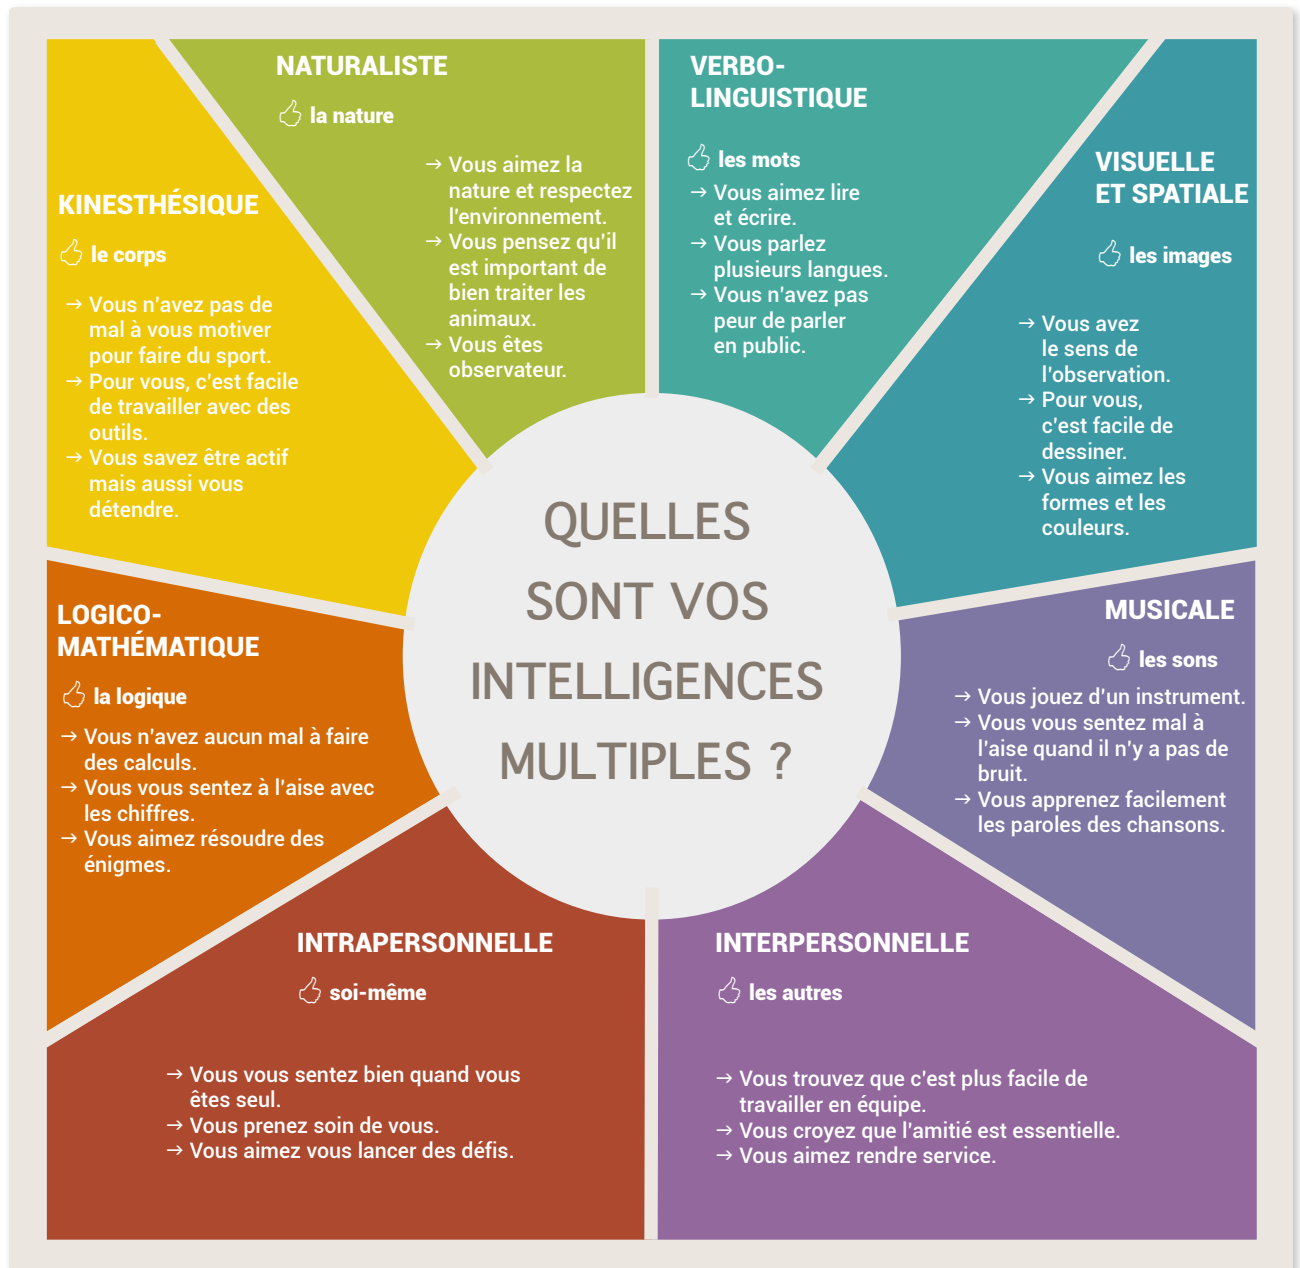 NATURALISTE
la nature
→ Vous aimez la
nature et respectez
l'environnement.
→ Vous pensez qu'il
est important de
bien traiter les
animaux.
→ Vous êtes
observateur.
VERBO-
LINGUISTIQUE
les mots
→ Vous aimez lire
et écrire.
→ Vous parlez
plusieurs langues.
→ Vous n'avez pas
peur de parler
en public.
VISUELLE
ET SPATIALE
les images
→ Vous avez
le sens de
l'observation.
→ Pour vous,
c'est facile de
dessiner.
→ Vous aimez les
formes et les
couleurs.
KINESTHÉSIQUE
le corps
→ Vous n'avez pas de
mal à vous motiver
pour faire du sport.
→ Pour vous, c'est facile
de travailler avec des
outils.
→ Vous savez être actif
mais aussi vous
détendre.
QUELLES
SONT VOS
INTELLIGENCES
MULTIPLES ?
LOGICO-
MATHÉMATIQUE
la logique
→ Vous n'avez aucun mal à faire
des calculs.
→ Vous vous sentez à l'aise avec
les chiffres.
→ Vous aimez résoudre des
énigmes.
MUSICALE
les sons
→ Vous jouez d'un instrument.
→ Vous vous sentez mal à
l'aise quand il n'y a pas de
bruit.
→ Vous apprenez facilement
les paroles des chansons.
INTRAPERSONNELLE
soi-même
→ Vous vous sentez bien quand vous
êtes seul.
→ Vous prenez soin de vous.
→ Vous aimez vous lancer des défis.
INTERPERSONNELLE
les autres
→ Vous trouvez que c'est plus facile de
travailler en équipe.
→ Vous croyez que l'amitié est essentielle.
→ Vous aimez rendre service.